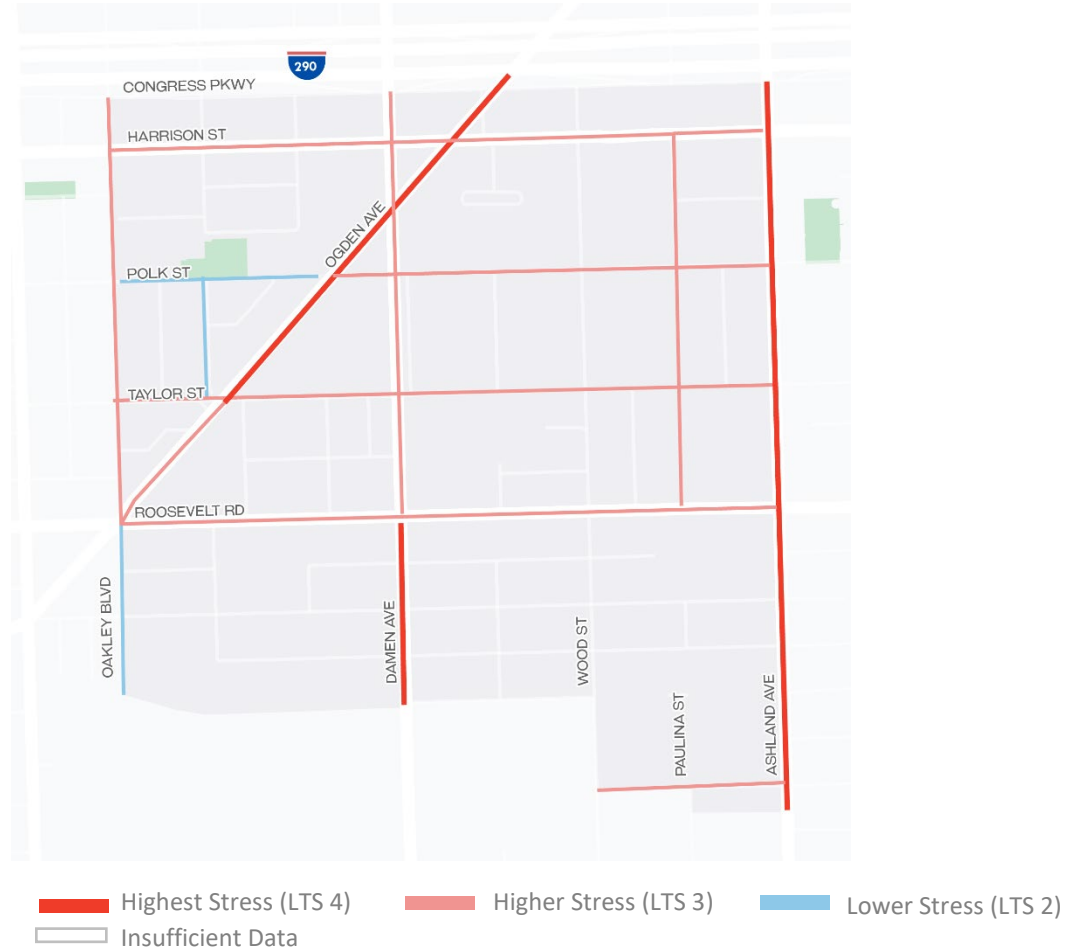 290
CONGRESS PKWY
HARRISON ST
OGDEN AVE
POLK ST
TAYLOR ST
ROOSEVELT RD
OAKLEY BLVD
DAMEN AVE
WOOD ST
PAULINA ST
ASHLAND AVE
Highest Stress (LTS 4)
Higher Stress (LTS 3)
Lower Stress (LTS 2)
Insufficient Data